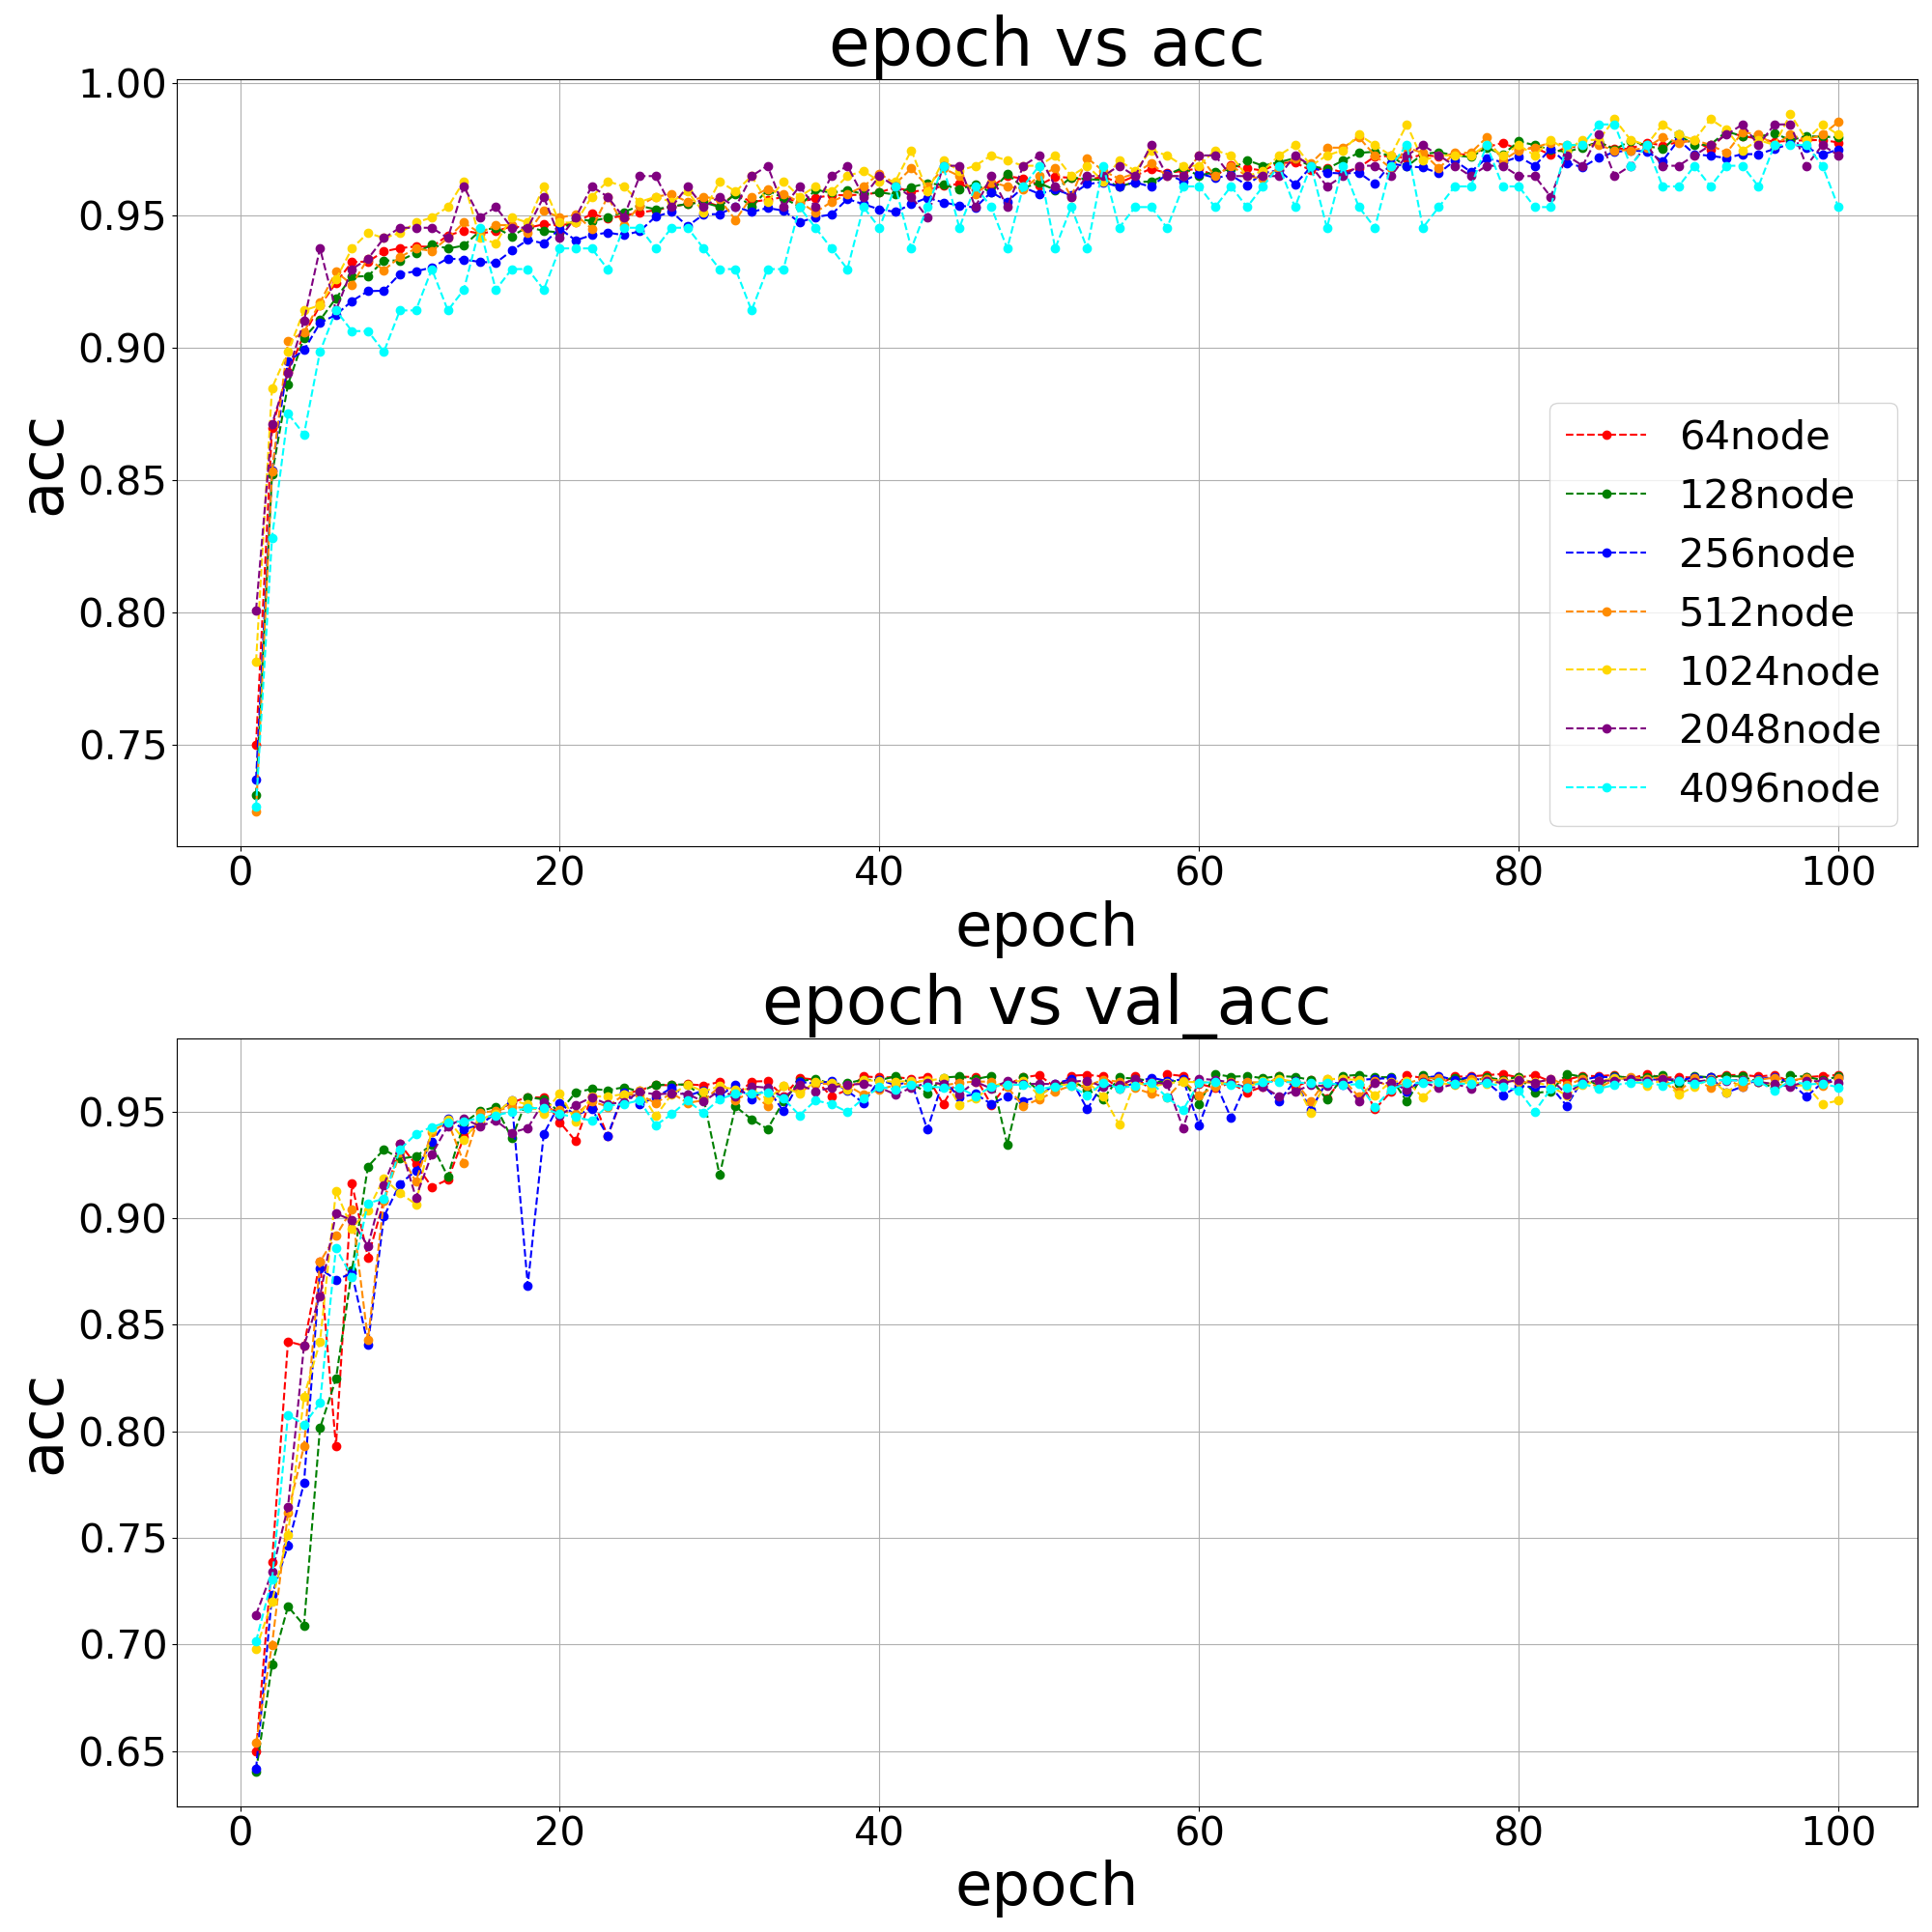 epoch vs acc
1.00
0.95
0.90
0.85
0.80
0.75
acc
0 20 40 60 80 100
epoch
64node
128node
256node
512node
1024node
2048node
4096node
epoch vs val_acc
0.95
0.90
0.85
0.80
0.75
0.70
0.65
acc
0 20 40 60 80 100
epoch